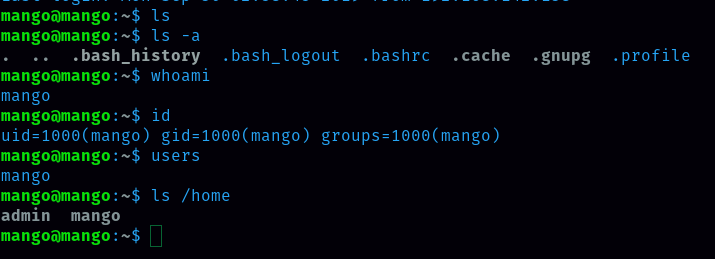 mango@mango:~$ ls
mango@mango:~$ ls -a
. .. .bash_history .bash_logout .bashrc .cache .gnupg .profile
mango@mango:~$ whoami
mango
mango@mango:~$ id
uid=1000(mango) gid=1000(mango) groups=1000(mango)
mango@mango:~$ users
mango
mango@mango:~$ ls /home
admin mango
mango@mango:~$